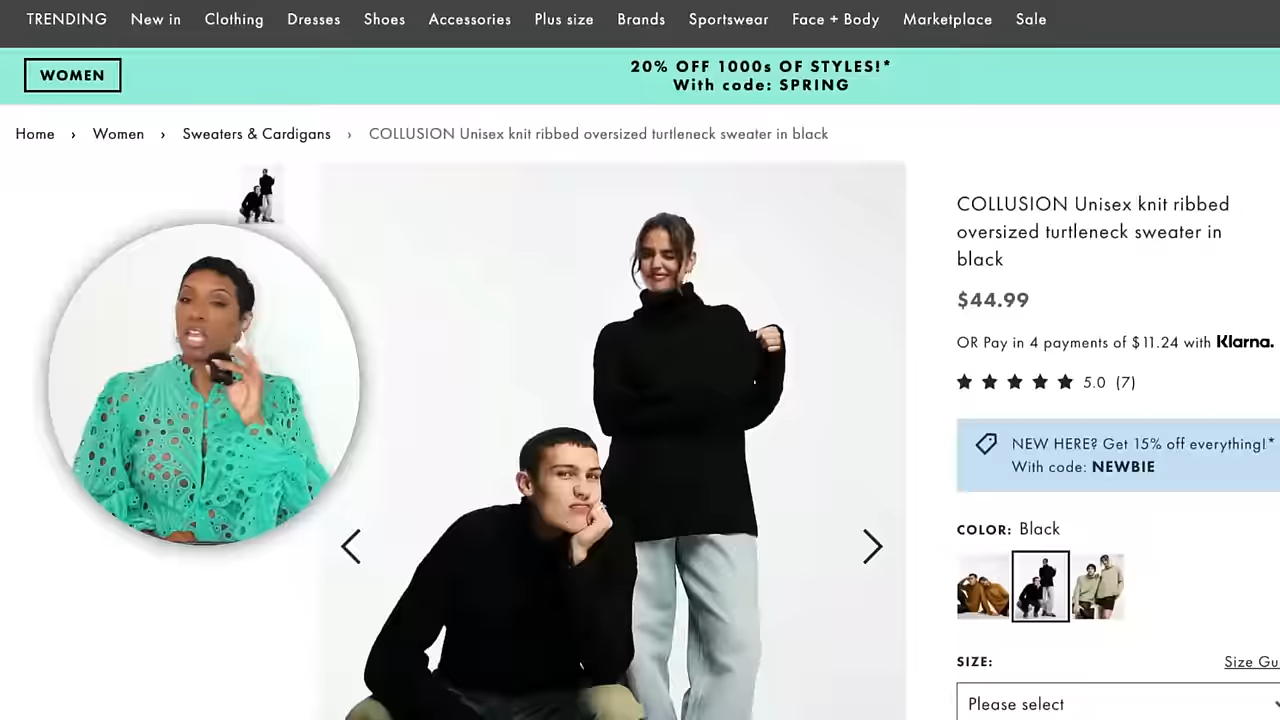 TRENDING New in Clothing Dresses Shoes Accessories Plus size Brands Sportswear Face + Body Marketplace Sale
WOMEN
20% OFF 1000s OF STYLES!*
With code: SPRING
Home › Women › Sweaters & Cardigans › COLLUSION Unisex knit ribbed oversized turtleneck sweater in black
COLLUSION Unisex knit ribbed
oversized turtleneck sweater in
black
$44.99
OR Pay in 4 payments of $11.24 with Klarna.
5.0 (7)
NEW HERE? Get 15% off everything!*
With code: NEWBIE
COLOR: Black
SIZE:
Size Gu
Please select